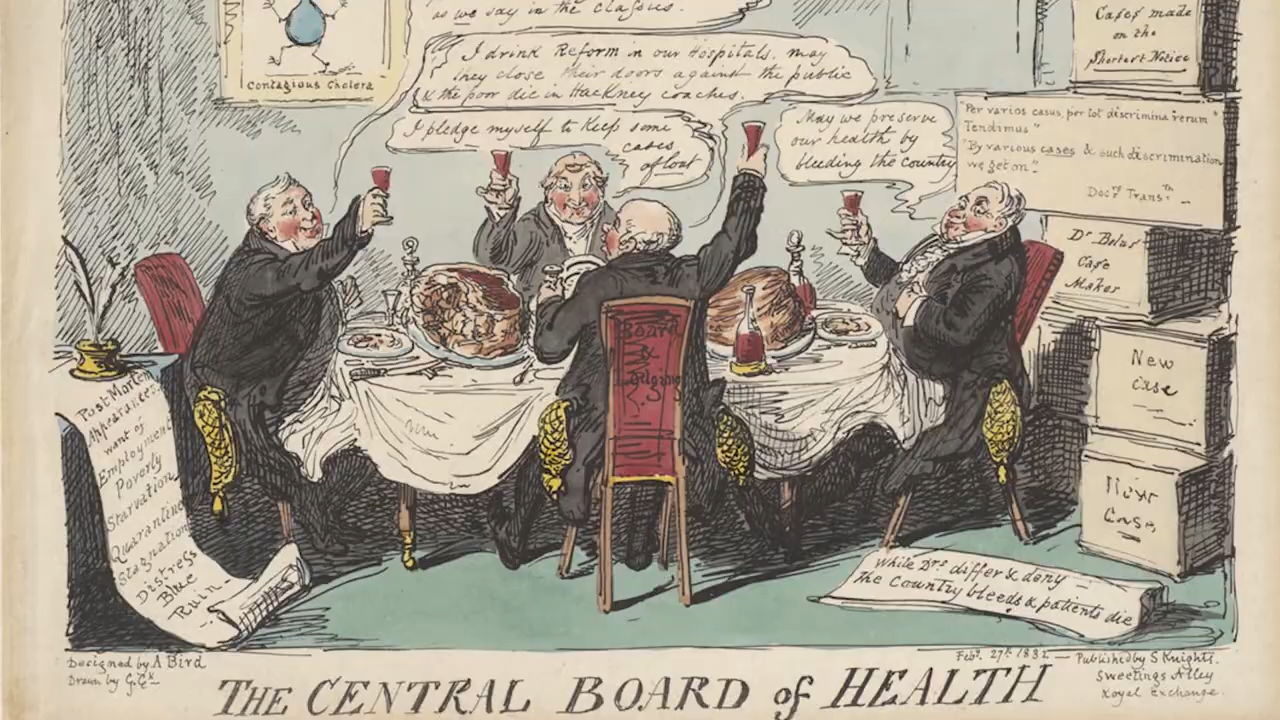 as we say in the Classics.
Contagious Cholera
I drink Reform in our Hospitals. may
they close their doors against the public
& the poor die in Hackney coaches.
I pledge myself to keep some
cases
of lout
May we preserve
our health by
bleeding the country
Cases made
on the
Shortest Notice
"Per varios casus, per tot discrimina rerum"
Tendimus"
"By various cases & such discrimination
we get on"
Docrs Transn
Dr Bolus
Case
Maker
New
Case
New
Case
Board
&
Post Mortem
Appearances
want of
Employment
Poverty
Starvation
Quarantine
Stagnation
Distress
Blue
Ruin
While Drs differ & deny
the Country bleeds & patients die
Designed by A Bird
Drawn by
Feby 27th 1832 — Published by S Knights.
Sweetings Alley
Royal Exchange.
THE CENTRAL BOARD of HEALTH